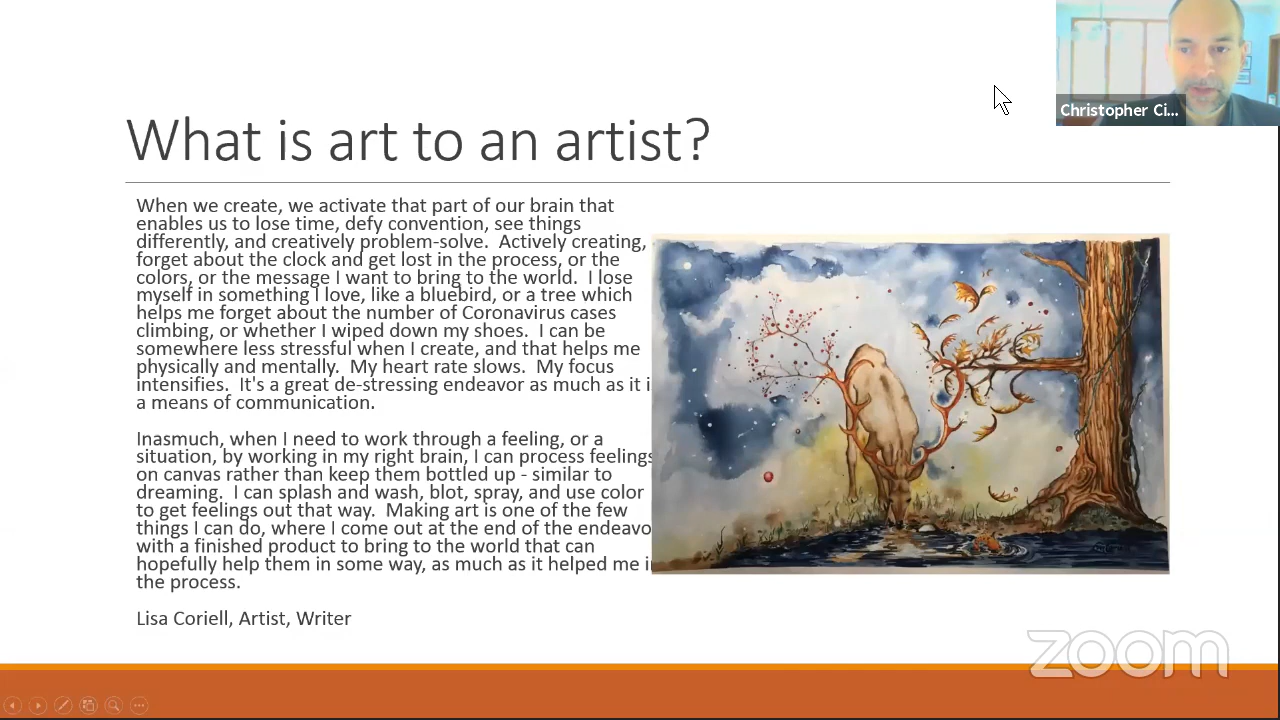 Christopher Ci...
What is art to an artist?
When we create, we activate that part of our brain that
enables us to lose time, defy convention, see things
differently, and creatively problem-solve.  Actively creating,
forget about the clock and get lost in the process, or the
colors, or the message I want to bring to the world.  I lose
myself in something I love, like a bluebird, or a tree which
helps me forget about the number of Coronavirus cases
climbing, or whether I wiped down my shoes.  I can be
somewhere less stressful when I create, and that helps me
physically and mentally.  My heart rate slows.  My focus
intensifies.  It's a great de-stressing endeavor as much as it i
a means of communication.
Inasmuch, when I need to work through a feeling, or a
situation, by working in my right brain, I can process feelings
on canvas rather than keep them bottled up - similar to
dreaming.  I can splash and wash, blot, spray, and use color
to get feelings out that way.  Making art is one of the few
things I can do, where I come out at the end of the endeavo
with a finished product to bring to the world that can
hopefully help them in some way, as much as it helped me i
the process.
Lisa Coriell, Artist, Writer
zoom